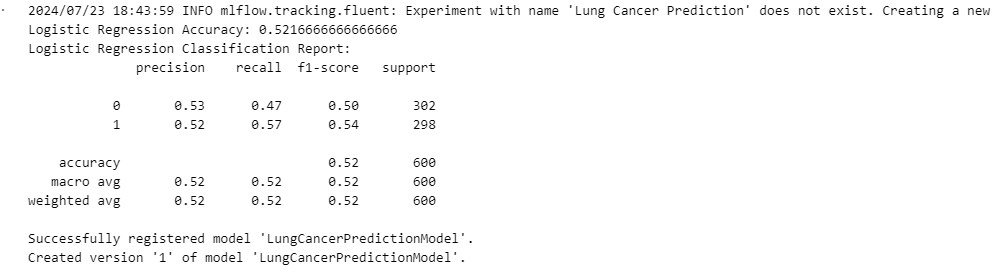 2024/07/23 18:43:59 INFO mlflow.tracking.fluent: Experiment with name 'Lung Cancer Prediction' does not exist. Creating a new
Logistic Regression Accuracy: 0.5216666666666666
Logistic Regression Classification Report:
precision recall f1-score support
0 0.53 0.47 0.50 302
1 0.52 0.57 0.54 298
accuracy 0.52 600
macro avg 0.52 0.52 0.52 600
weighted avg 0.52 0.52 0.52 600
Successfully registered model 'LungCancerPredictionModel'.
Created version '1' of model 'LungCancerPredictionModel'.